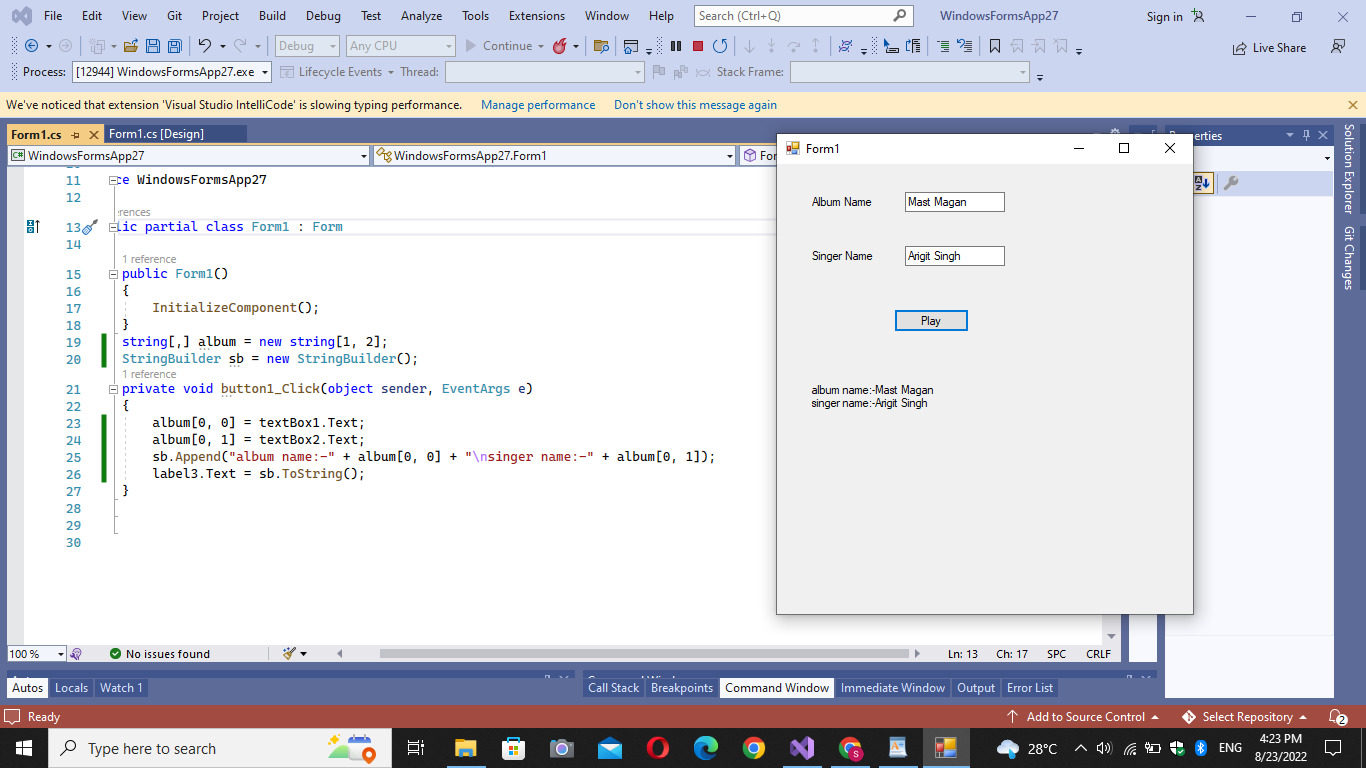 File Edit View Git Project Build Debug Test Analyze Tools Extensions Window Help Search (Ctrl+Q) WindowsFormsApp27 Sign in
Debug Any CPU Continue Live Share
Process: [12944] WindowsFormsApp27.exe Lifecycle Events Thread: Stack Frame:
We've noticed that extension 'Visual Studio IntelliCode' is slowing typing performance. Manage performance Don't show this message again
Form1.cs Form1.cs [Design]
C# WindowsFormsApp27 WindowsFormsApp27.Form1
11 WindowsFormsApp27
12
13 partial class Form1 : Form
14
1 reference
15 public Form1()
16 {
17 InitializeComponent();
18 }
19 string[,] album = new string[1, 2];
20 StringBuilder sb = new StringBuilder();
1 reference
21 private void button1_Click(object sender, EventArgs e)
22 {
23 album[0, 0] = textBox1.Text;
24 album[0, 1] = textBox2.Text;
25 sb.Append("album name:-" + album[0, 0] + "\nsinger name:-" + album[0, 1]);
26 label3.Text = sb.ToString();
27 }
28
29
30
Form1
Album Name Mast Magan
Singer Name Arigit Singh
Play
album name:-Mast Magan
singer name:-Arigit Singh
Solution Explorer
Git Changes
100 % No issues found Ln: 13 Ch: 17 SPC CRLF
Autos Locals Watch 1 Call Stack Breakpoints Command Window Immediate Window Output Error List
Ready Add to Source Control Select Repository 2
Type here to search 28°C ENG 4:23 PM
8/23/2022